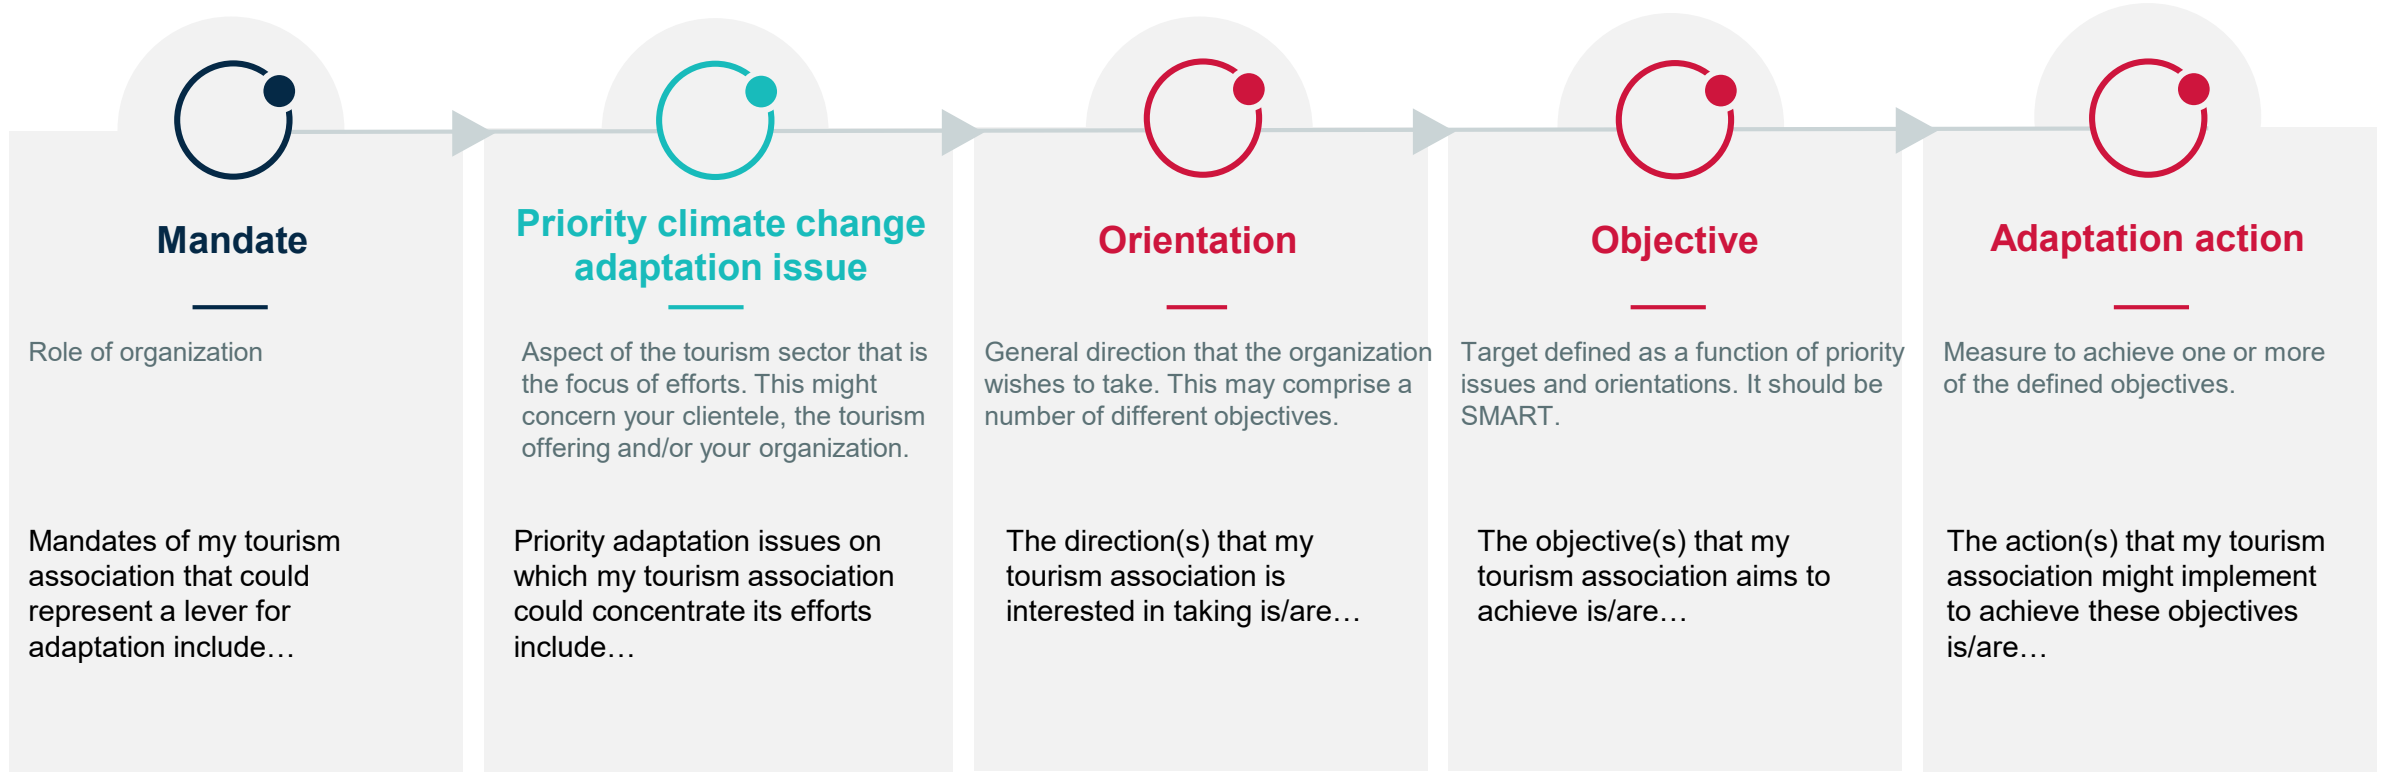 Mandate
Role of organization
Mandates of my tourism
association that could
represent a lever for
adaptation include…
Priority climate change
adaptation issue
Aspect of the tourism sector that is
the focus of efforts. This might
concern your clientele, the tourism
offering and/or your organization.
Priority adaptation issues on
which my tourism association
could concentrate its efforts
include…
Orientation
General direction that the organization
wishes to take. This may comprise a
number of different objectives.
The direction(s) that my
tourism association is
interested in taking is/are…
Objective
Target defined as a function of priority
issues and orientations. It should be
SMART.
The objective(s) that my
tourism association aims to
achieve is/are…
Adaptation action
Measure to achieve one or more
of the defined objectives.
The action(s) that my tourism
association might implement
to achieve these objectives
is/are…